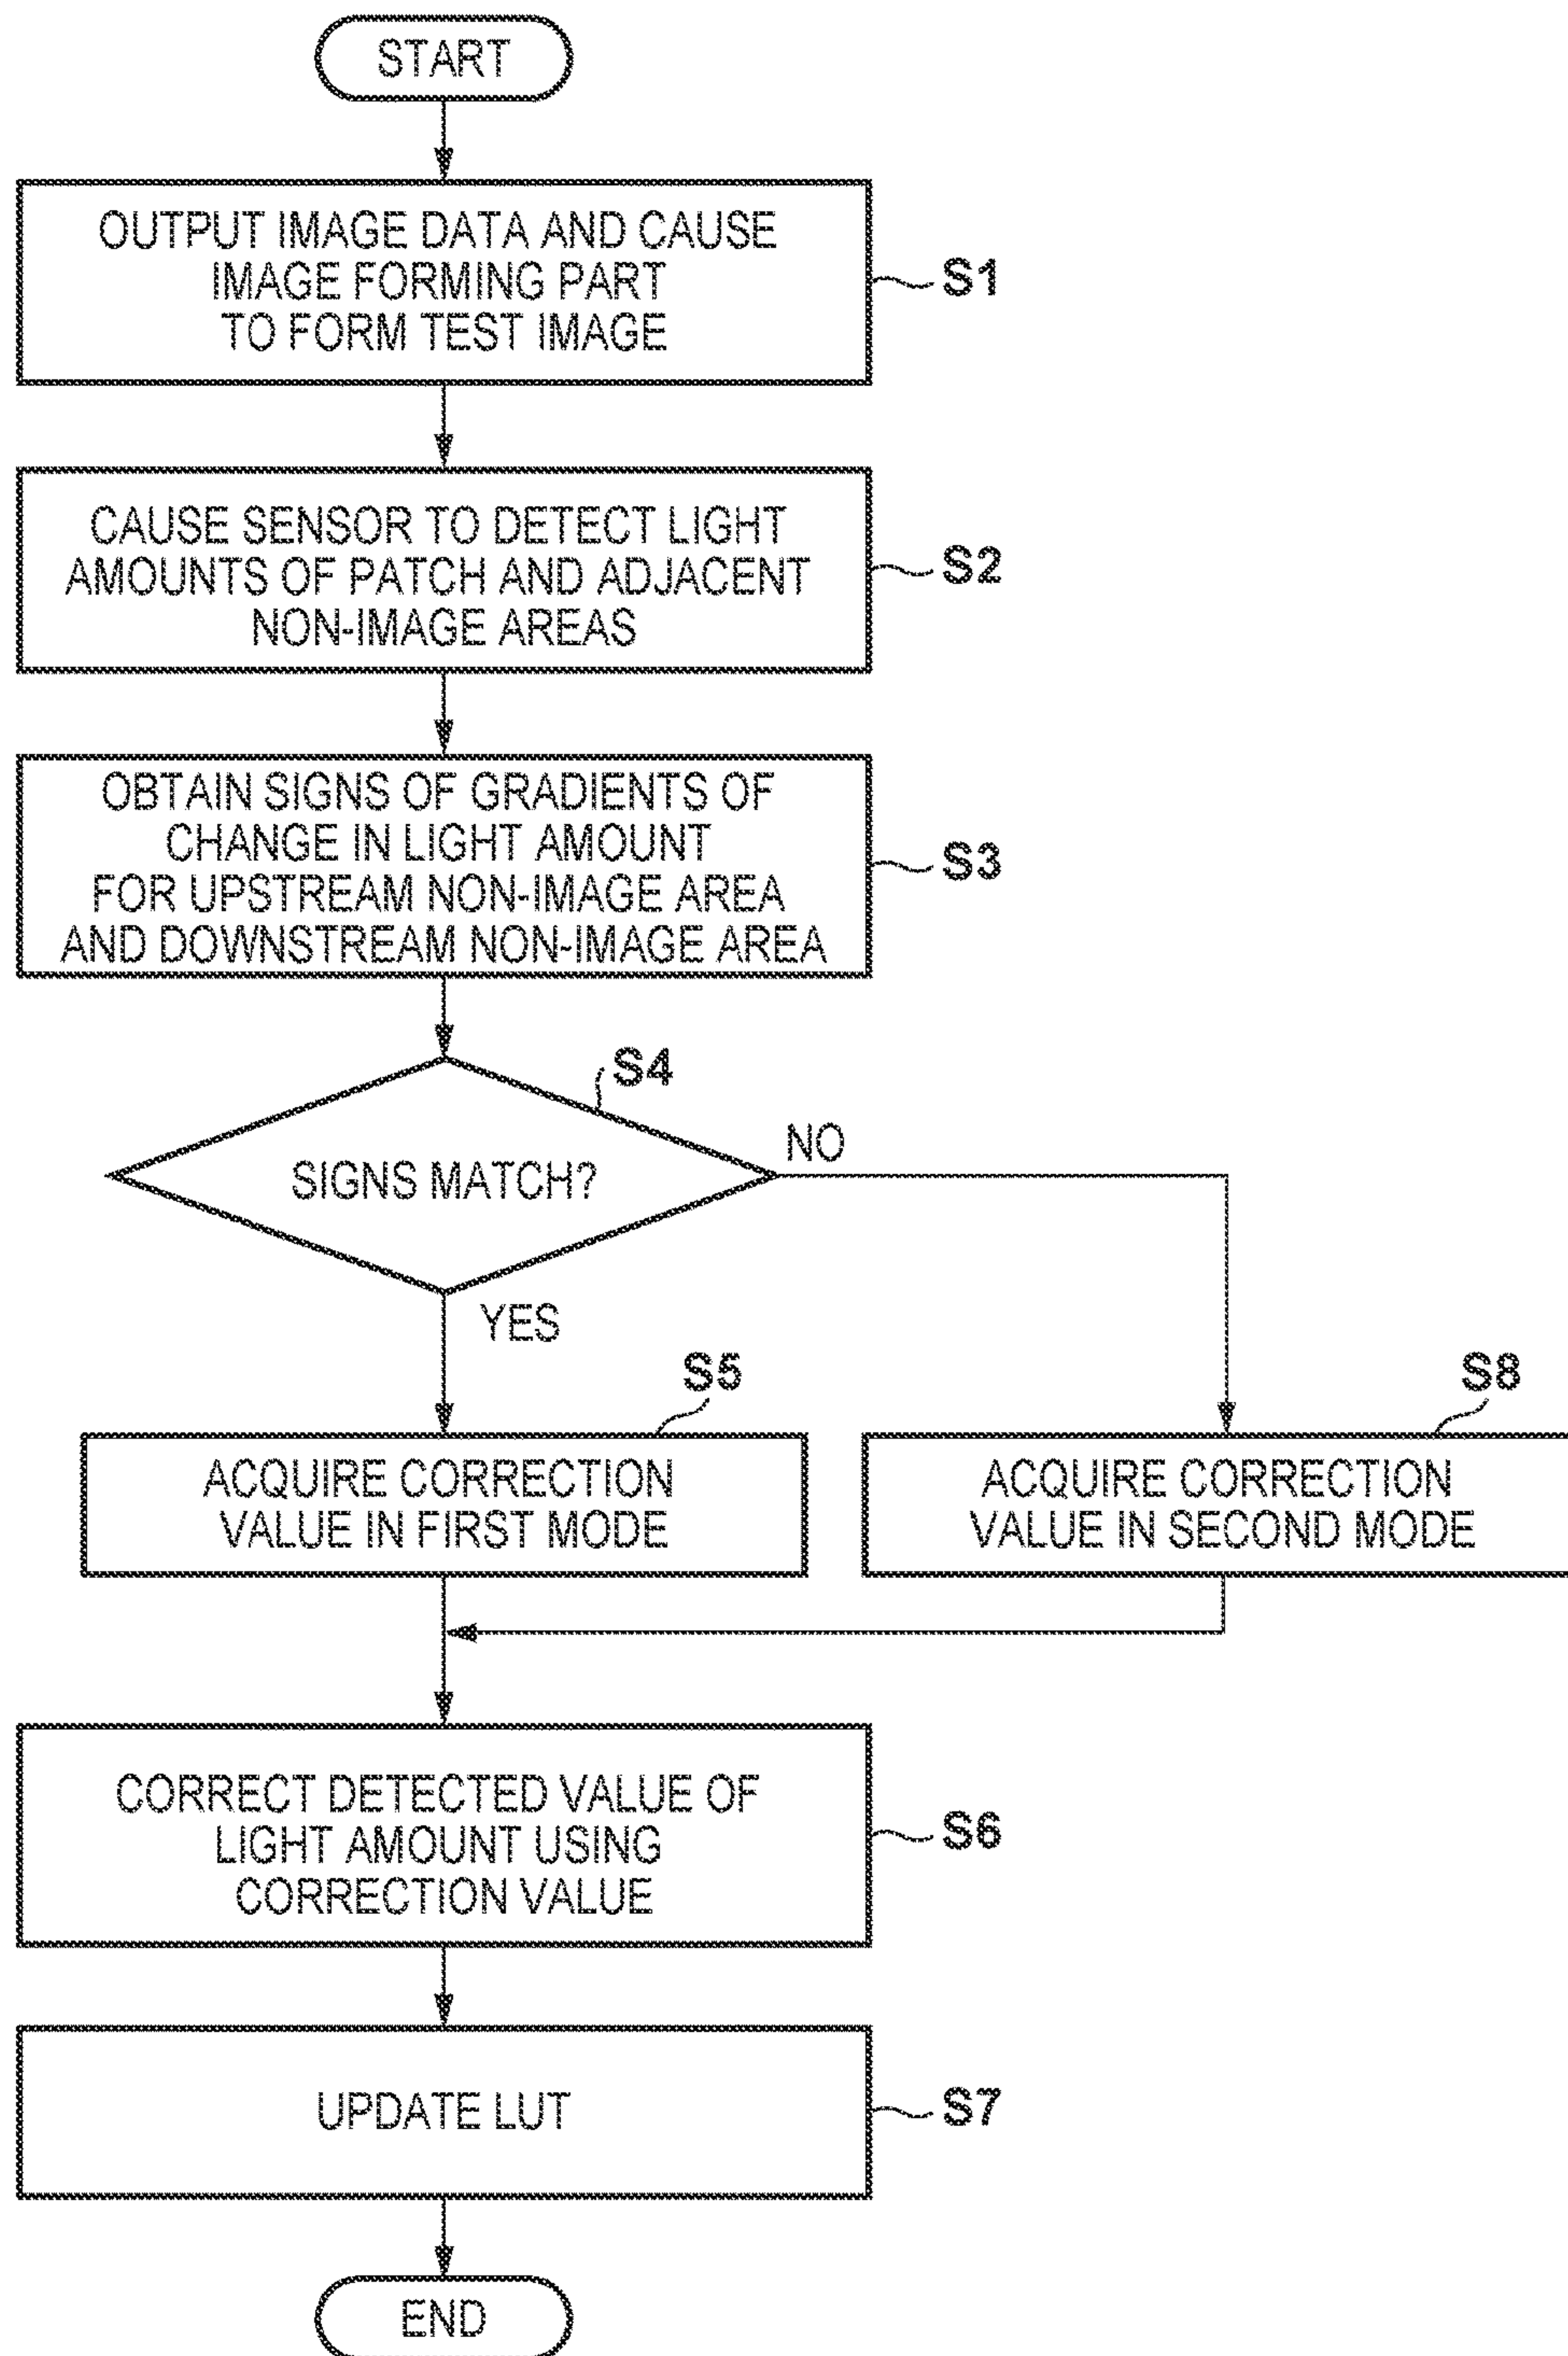 START
OUTPUT IMAGE DATA AND CAUSE
IMAGE FORMING PART
TO FORM TEST IMAGE
S1
CAUSE SENSOR TO DETECT LIGHT
AMOUNTS OF PATCH AND ADJACENT
NON-IMAGE AREAS
S2
OBTAIN SIGNS OF GRADIENTS OF
CHANGE IN LIGHT AMOUNT
FOR UPSTREAM NON-IMAGE AREA
AND DOWNSTREAM NON-IMAGE AREA
S3
S4
SIGNS MATCH?
NO
YES
S5
ACQUIRE CORRECTION
VALUE IN FIRST MODE
S8
ACQUIRE CORRECTION
VALUE IN SECOND MODE
CORRECT DETECTED VALUE OF
LIGHT AMOUNT USING
CORRECTION VALUE
S6
UPDATE LUT
S7
END